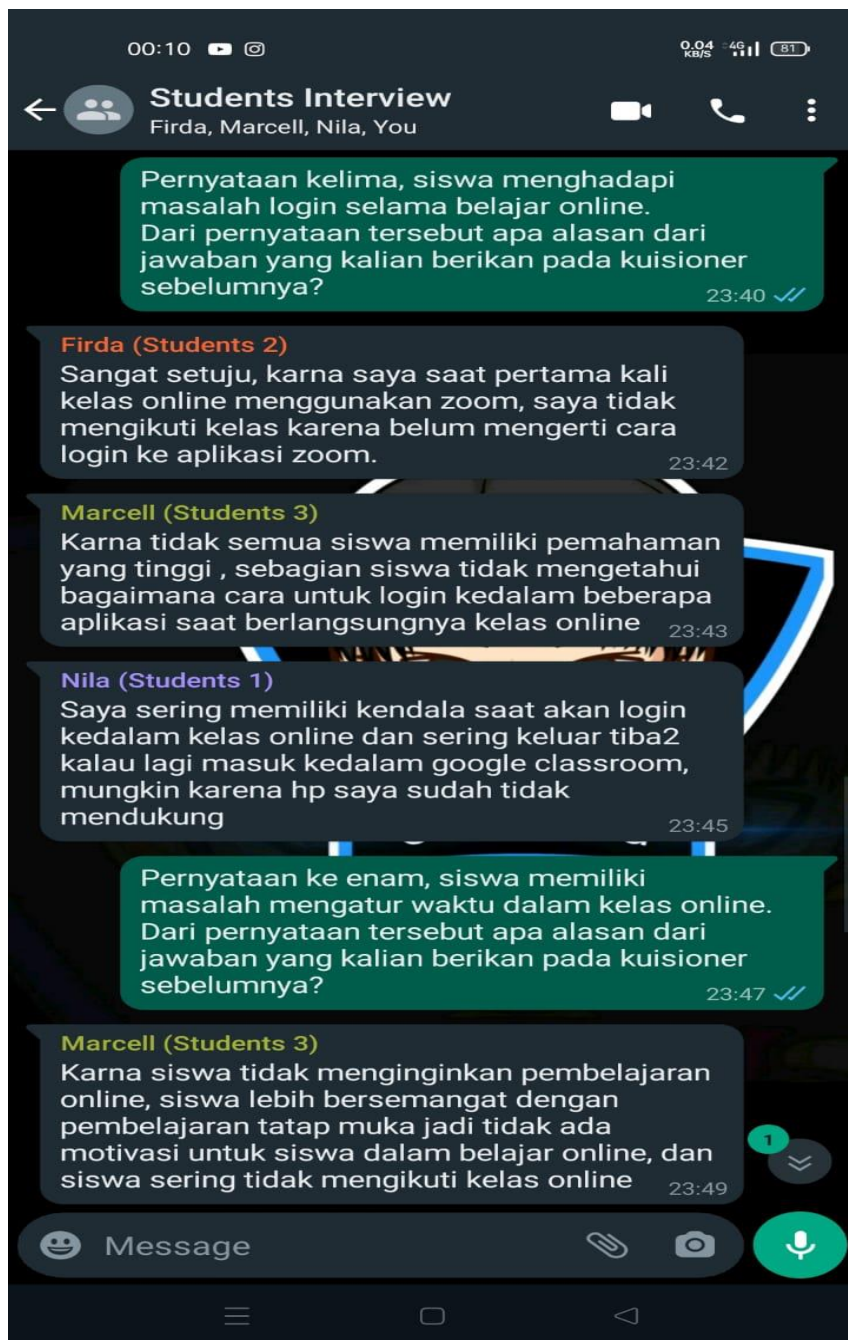 00:10
0.04 KB/S 4G 81
Students Interview
Firda, Marcell, Nila, You
Pernyataan kelima, siswa menghadapi
masalah login selama belajar online.
Dari pernyataan tersebut apa alasan dari
jawaban yang kalian berikan pada kuisioner
sebelumnya?
23:40
Firda (Students 2)
Sangat setuju, karna saya saat pertama kali
kelas online menggunakan zoom, saya tidak
mengikuti kelas karena belum mengerti cara
login ke aplikasi zoom.
23:42
Marcell (Students 3)
Karna tidak semua siswa memiliki pemahaman
yang tinggi , sebagian siswa tidak mengetahui
bagaimana cara untuk login kedalam beberapa
aplikasi saat berlangsungnya kelas online
23:43
Nila (Students 1)
Saya sering memiliki kendala saat akan login
kedalam kelas online dan sering keluar tiba2
kalau lagi masuk kedalam google classroom,
mungkin karena hp saya sudah tidak
mendukung
23:45
Pernyataan ke enam, siswa memiliki
masalah mengatur waktu dalam kelas online.
Dari pernyataan tersebut apa alasan dari
jawaban yang kalian berikan pada kuisioner
sebelumnya?
23:47
Marcell (Students 3)
Karna siswa tidak menginginkan pembelajaran
online, siswa lebih bersemangat dengan
pembelajaran tatap muka jadi tidak ada
motivasi untuk siswa dalam belajar online, dan
siswa sering tidak mengikuti kelas online
23:49
1
Message